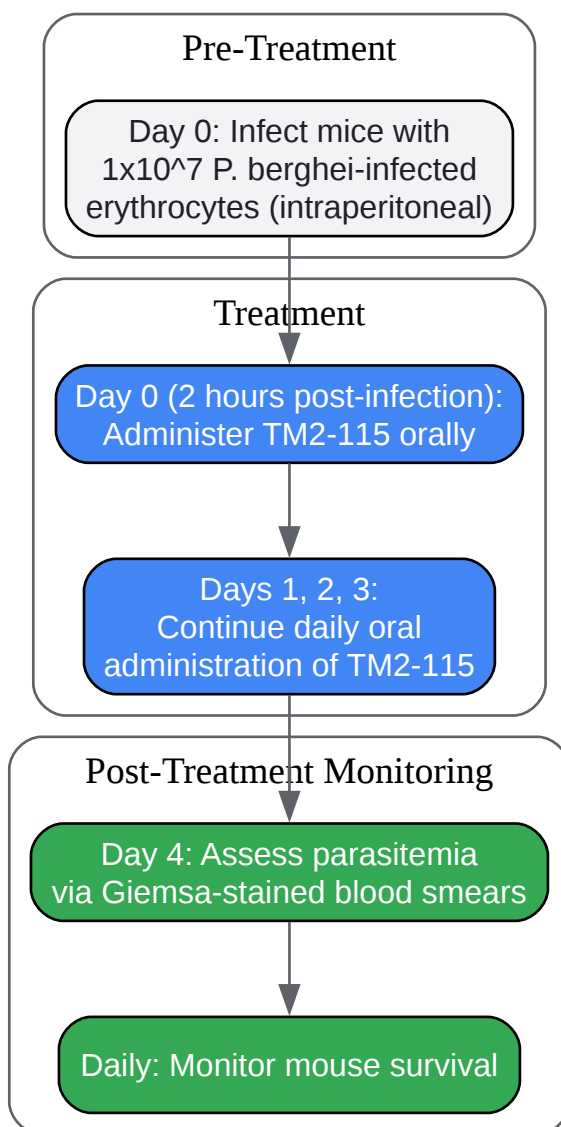 Pre-Treatment
Day 0: Infect mice with
1x10^7 P. berghei-infected
erythrocytes (intraperitoneal)
Treatment
Day 0 (2 hours post-infection):
Administer TM2-115 orally
Days 1, 2, 3:
Continue daily oral
administration of TM2-115
Post-Treatment Monitoring
Day 4: Assess parasitemia
via Giemsa-stained blood smears
Daily: Monitor mouse survival